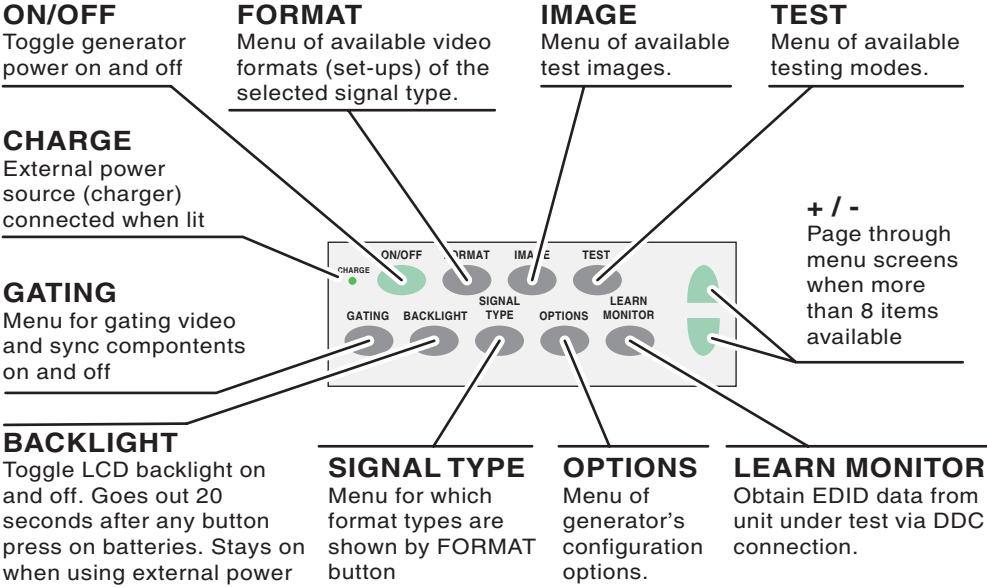 ON/OFF
Toggle generator
power on and off
FORMAT
Menu of available video
formats (set-ups) of the
selected signal type.
IMAGE
Menu of available
test images.
TEST
Menu of available
testing modes.
CHARGE
External power
source (charger)
connected when lit
+ / -
Page through
menu screens
when more
than 8 items
available
GATING
Menu for gating video
and sync compontents
on and off
CHARGE
ON/OFF
FORMAT
IMAGE
TEST
GATING
BACKLIGHT
SIGNAL
TYPE
OPTIONS
LEARN
MONITOR
BACKLIGHT
Toggle LCD backlight on
and off. Goes out 20
seconds after any button
press on batteries. Stays on
when using external power
SIGNAL TYPE
Menu for which
format types are
shown by FORMAT
button
OPTIONS
Menu of
generator's
configuration
options.
LEARN MONITOR
Obtain EDID data from
unit under test via DDC
connection.